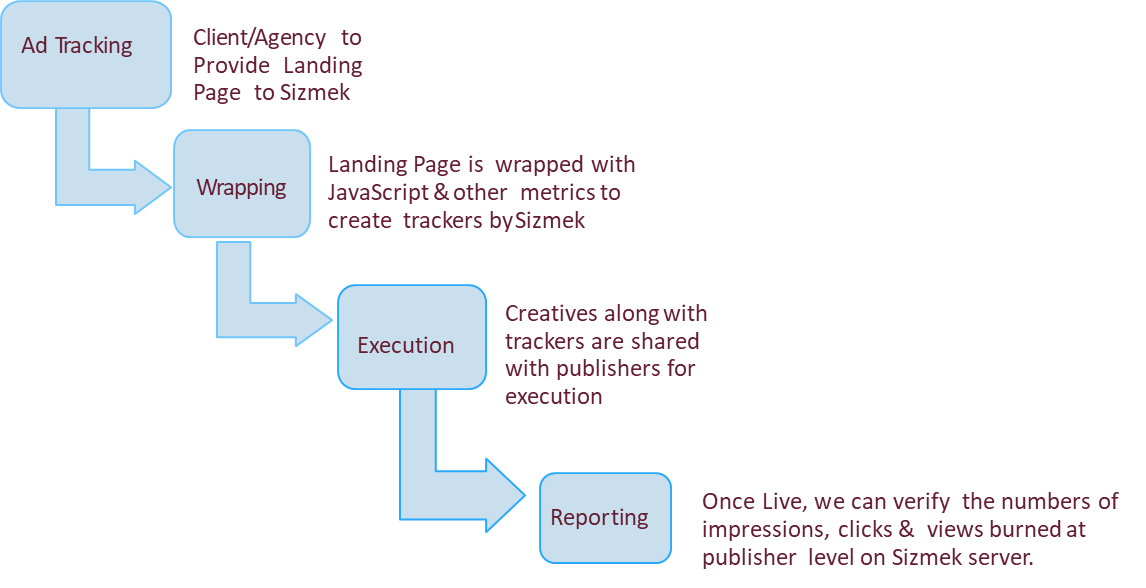 Ad Tracking
Client/Agency to
Provide Landing
Page to Sizmek
Wrapping
Landing Page is wrapped with
JavaScript & other metrics to
create trackers by Sizmek
Execution
Creatives along with
trackers are shared
with publishers for
execution
Reporting
Once Live, we can verify the numbers of
impressions, clicks & views burned at
publisher level on Sizmek server.